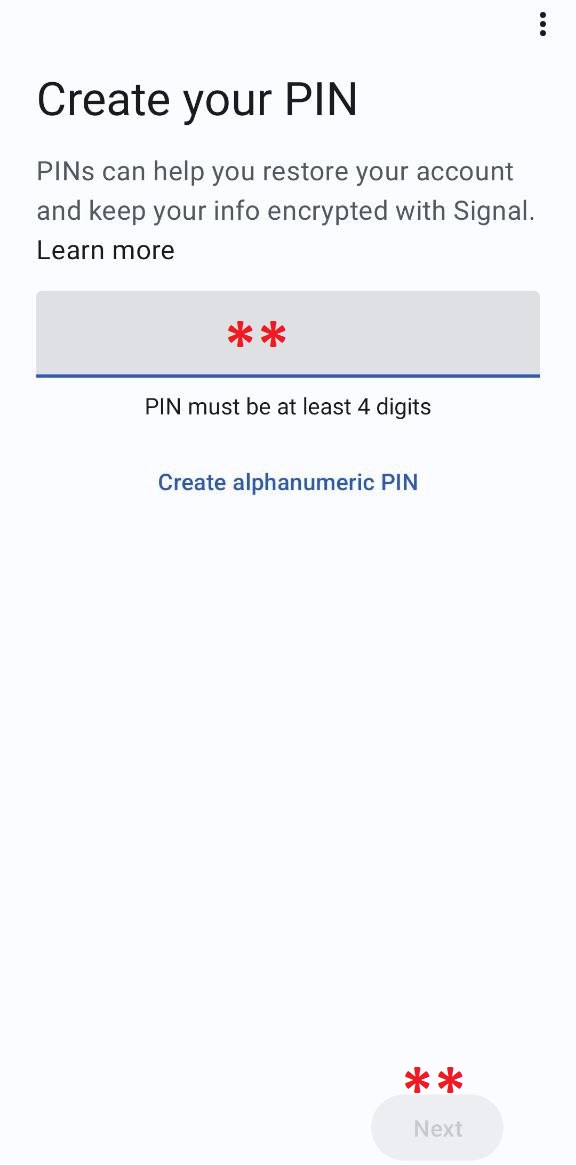 Create your PIN
PINs can help you restore your account
and keep your info encrypted with Signal.
Learn more
**
PIN must be at least 4 digits
Create alphanumeric PIN
**
Next